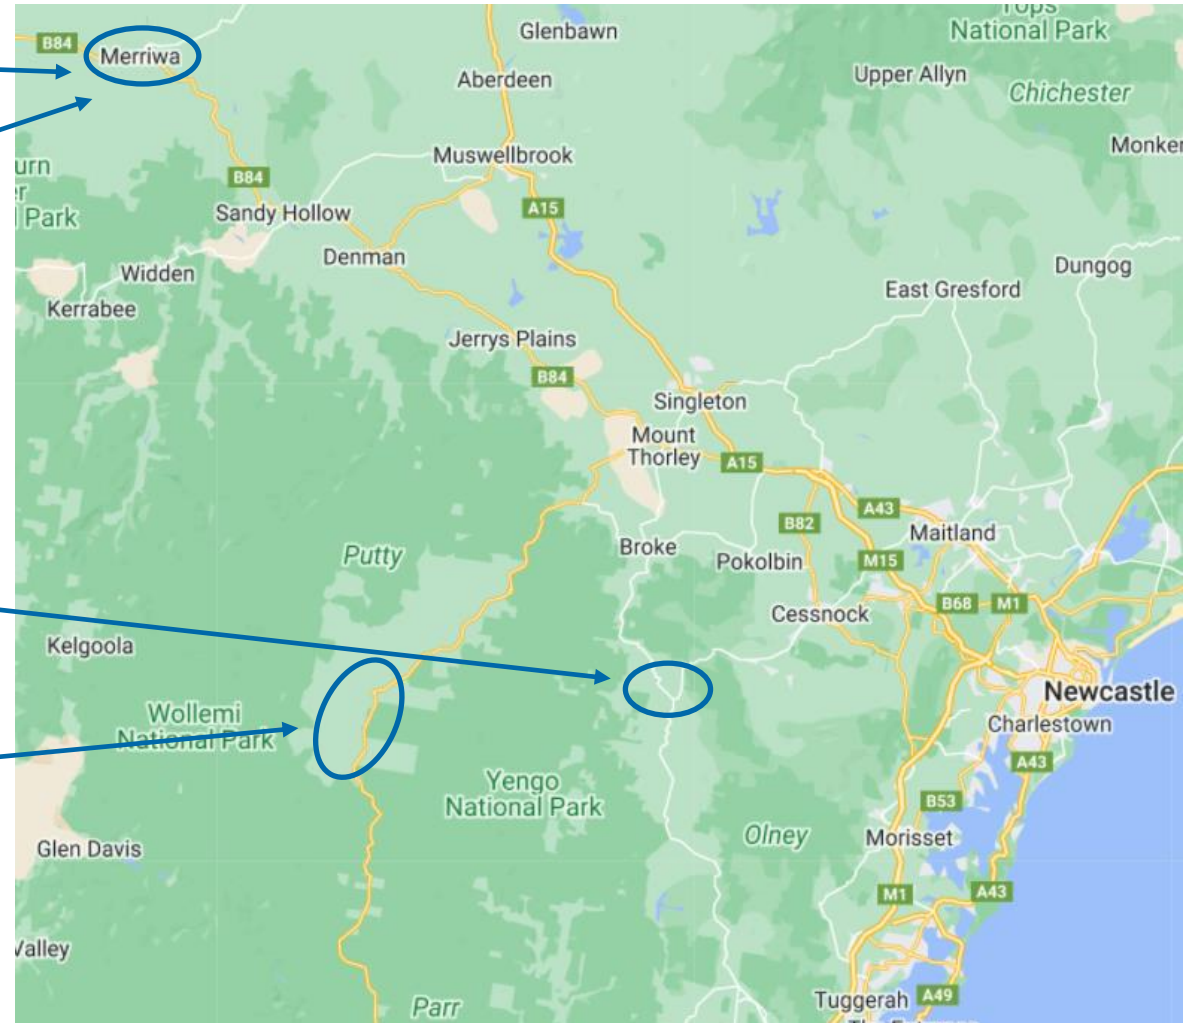 Tops
National Park
Glenbawn
B84
Merriwa
Aberdeen
Upper Allyn
Chichester
Muswellbrook
urn
er
l Park
B84
Sandy Hollow
A15
Denman
Widden
Dungog
East Gresford
Kerrabee
Jerrys Plains
B84
Singleton
Mount
Thorley
A15
A43
B82
Maitland
Broke
Putty
Pokolbin
M15
B68
M1
Cessnock
Kelgoola
Newcastle
Wollemi
National Park
Charlestown
A43
Yengo
National Park
B53
Olney
Morisset
Glen Davis
M1
A43
Valley
Parr
Tuggerah
A49